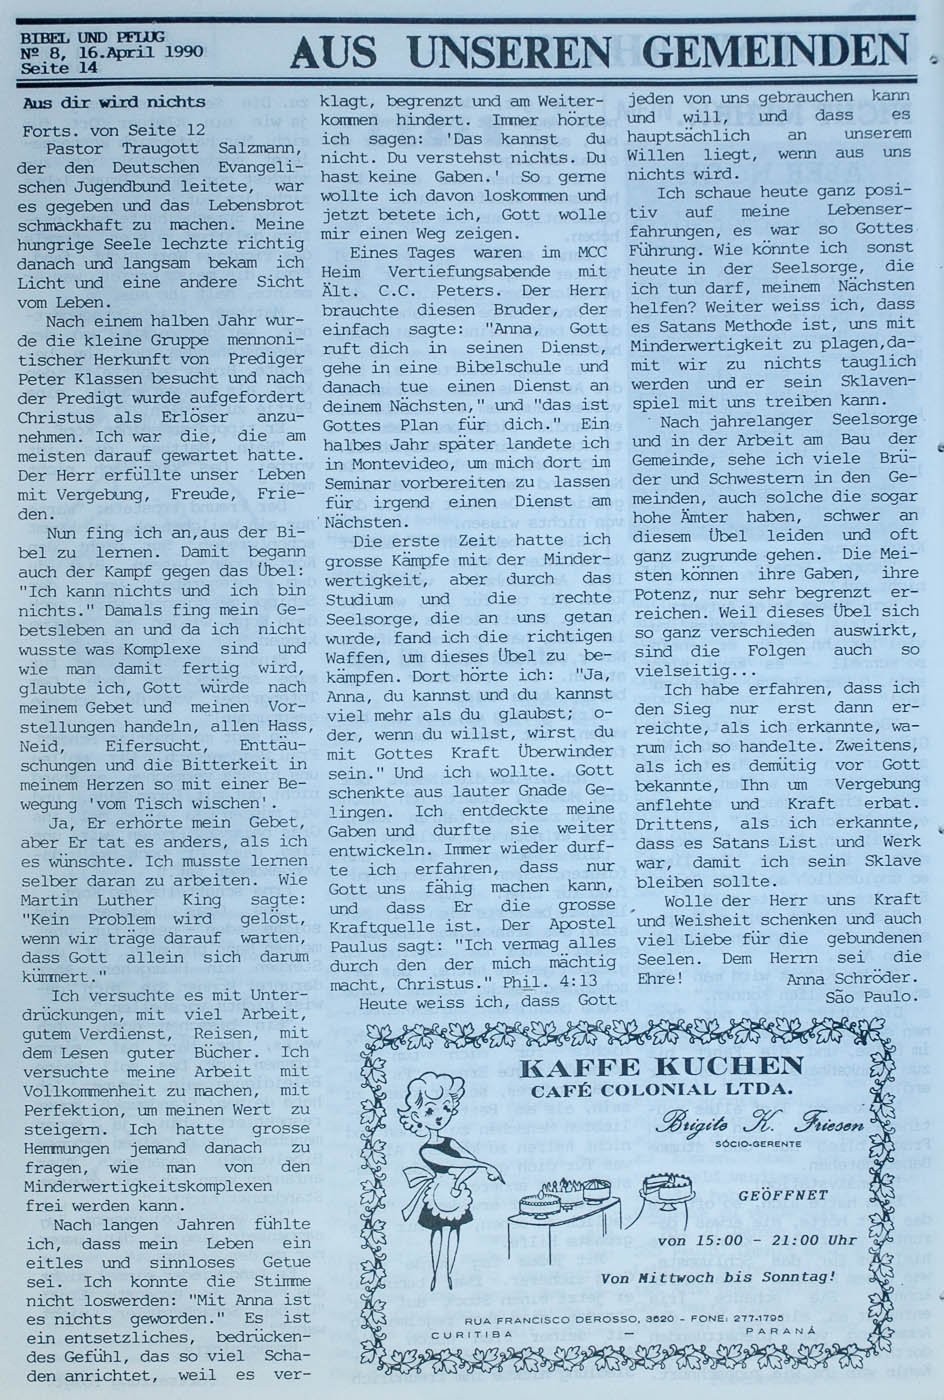 BIBEL UND PFLUG
Nº 8, 16.April 1990
Seite 14
AUS UNSEREN GEMEINDEN
Aus dir wird nichts
Forts. von Seite 12
Pastor Traugott Salzmann,
der den Deutschen Evangeli-
schen Jugendbund leitete, war
es gegeben und das Lebensbrot
schmackhaft zu machen. Meine
hungrige Seele lechzte richtig
danach und langsam bekam ich
Licht und eine andere Sicht
vom Leben.
Nach einem halben Jahr wur-
de die kleine Gruppe mennoni-
tischer Herkunft von Prediger
Peter Klassen besucht und nach
der Predigt wurde aufgefordert
Christus als Erlöser anzu-
nehmen. Ich war die, die am
meisten darauf gewartet hatte.
Der Herr erfüllte unser Leben
mit Vergebung, Freude, Frie-
den.
Nun fing ich an,aus der Bi-
bel zu lernen. Damit begann
auch der Kampf gegen das Übel:
"Ich kann nichts und ich bin
nichts." Damals fing mein Ge-
betsleben an und da ich nicht
wusste was Komplexe sind und
wie man damit fertig wird,
glaubte ich, Gott würde nach
meinem Gebet und meinen Vor-
stellungen handeln, allen Hass,
Neid, Eifersucht, Enttäu-
schungen und die Bitterkeit in
meinem Herzen so mit einer Be-
wegung 'vom Tisch wischen'.
Ja, Er erhörte mein Gebet,
aber Er tat es anders, als ich
es wünschte. Ich musste lernen
selber daran zu arbeiten. Wie
Martin Luther King sagte:
"Kein Problem wird gelöst,
wenn wir träge darauf warten,
dass Gott allein sich darum
kümmert."
Ich versuchte es mit Unter-
drückungen, mit viel Arbeit,
gutem Verdienst, Reisen, mit
dem Lesen guter Bücher. Ich
versuchte meine Arbeit mit
Vollkommenheit zu machen, mit
Perfektion, um meinen Wert zu
steigern. Ich hatte grosse
Hemmungen jemand danach zu
fragen, wie man von den
Minderwertigkeitskomplexen
frei werden kann.
Nach langen Jahren fühlte
ich, dass mein Leben ein
eitles und sinnloses Getue
sei. Ich konnte die Stimme
nicht loswerden: "Mit Anna ist
es nichts geworden." Es ist
ein entsetzliches, bedrücken-
des Gefühl, das so viel Scha-
den anrichtet, weil es ver-
klagt, begrenzt und am Weiter-
kommen hindert. Immer hörte
ich sagen: 'Das kannst du
nicht. Du verstehst nichts. Du
hast keine Gaben.' So gerne
wollte ich davon loskommen und
jetzt betete ich, Gott wolle
mir einen Weg zeigen.
Eines Tages waren im MCC
Heim Vertiefungsabende mit
Ält. C.C. Peters. Der Herr
brauchte diesen Bruder, der
einfach sagte: "Anna, Gott
ruft dich in seinen Dienst,
gehe in eine Bibelschule und
danach tue einen Dienst an
deinem Nächsten," und "das ist
Gottes Plan für dich." Ein
halbes Jahr später landete ich
in Montevideo, um mich dort im
Seminar vorbereiten zu lassen
für irgend einen Dienst am
Nächsten.
Die erste Zeit hatte ich
grosse Kämpfe mit der Minder-
wertigkeit, aber durch das
Studium und die rechte
Seelsorge, die an uns getan
wurde, fand ich die richtigen
Waffen, um dieses Übel zu be-
kämpfen. Dort hörte ich: "Ja,
Anna, du kannst und du kannst
viel mehr als du glaubst; o-
der, wenn du willst, wirst du
mit Gottes Kraft Überwinder
sein." Und ich wollte. Gott
schenkte aus lauter Gnade Ge-
lingen. Ich entdeckte meine
Gaben und durfte sie weiter
entwickeln. Immer wieder durf-
te ich erfahren, dass nur
Gott uns fähig machen kann,
und dass Er die grosse
Kraftquelle ist. Der Apostel
Paulus sagt: "Ich vermag alles
durch den der mich mächtig
macht, Christus." Phil. 4:13
Heute weiss ich, dass Gott
jeden von uns gebrauchen kann
und will, und dass es
hauptsächlich an unserem
Willen liegt, wenn aus uns
nichts wird.
Ich schaue heute ganz posi-
tiv auf meine Lebenser-
fahrungen, es war so Gottes
Führung. Wie könnte ich sonst
heute in der Seelsorge, die
ich tun darf, meinem Nächsten
helfen? Weiter weiss ich, dass
es Satans Methode ist, uns mit
Minderwertigkeit zu plagen,da-
mit wir zu nichts tauglich
werden und er sein Sklaven-
spiel mit uns treiben kann.
Nach jahrelanger Seelsorge
und in der Arbeit am Bau der
Gemeinde, sehe ich viele Brü-
der und Schwestern in den Ge-
meinden, auch solche die sogar
hohe Ämter haben, schwer an
diesem Übel leiden und oft
ganz zugrunde gehen. Die Mei-
sten können ihre Gaben, ihre
Potenz, nur sehr begrenzt er-
reichen. Weil dieses Übel sich
so ganz verschieden auswirkt,
sind die Folgen auch so
vielseitig...
Ich habe erfahren, dass ich
den Sieg nur erst dann er-
reichte, als ich erkannte, wa-
rum ich so handelte. Zweitens,
als ich es demütig vor Gott
bekannte, Ihn um Vergebung
anflehte und Kraft erbat.
Drittens, als ich erkannte,
dass es Satans List und Werk
war, damit ich sein Sklave
bleiben sollte.
Wolle der Herr uns Kraft
und Weisheit schenken und auch
viel Liebe für die gebundenen
Seelen. Dem Herrn sei die
Ehre! Anna Schröder.
São Paulo.
KAFFE KUCHEN
CAFÉ COLONIAL LTDA.
Brigite K. Friesen
SÓCIO-GERENTE
GEÖFFNET
von 15:00 - 21:00 Uhr
Von Mittwoch bis Sonntag!
RUA FRANCISCO DEROSSO, 3620 - FONE: 277-1795
CURITIBA — PARANÁ